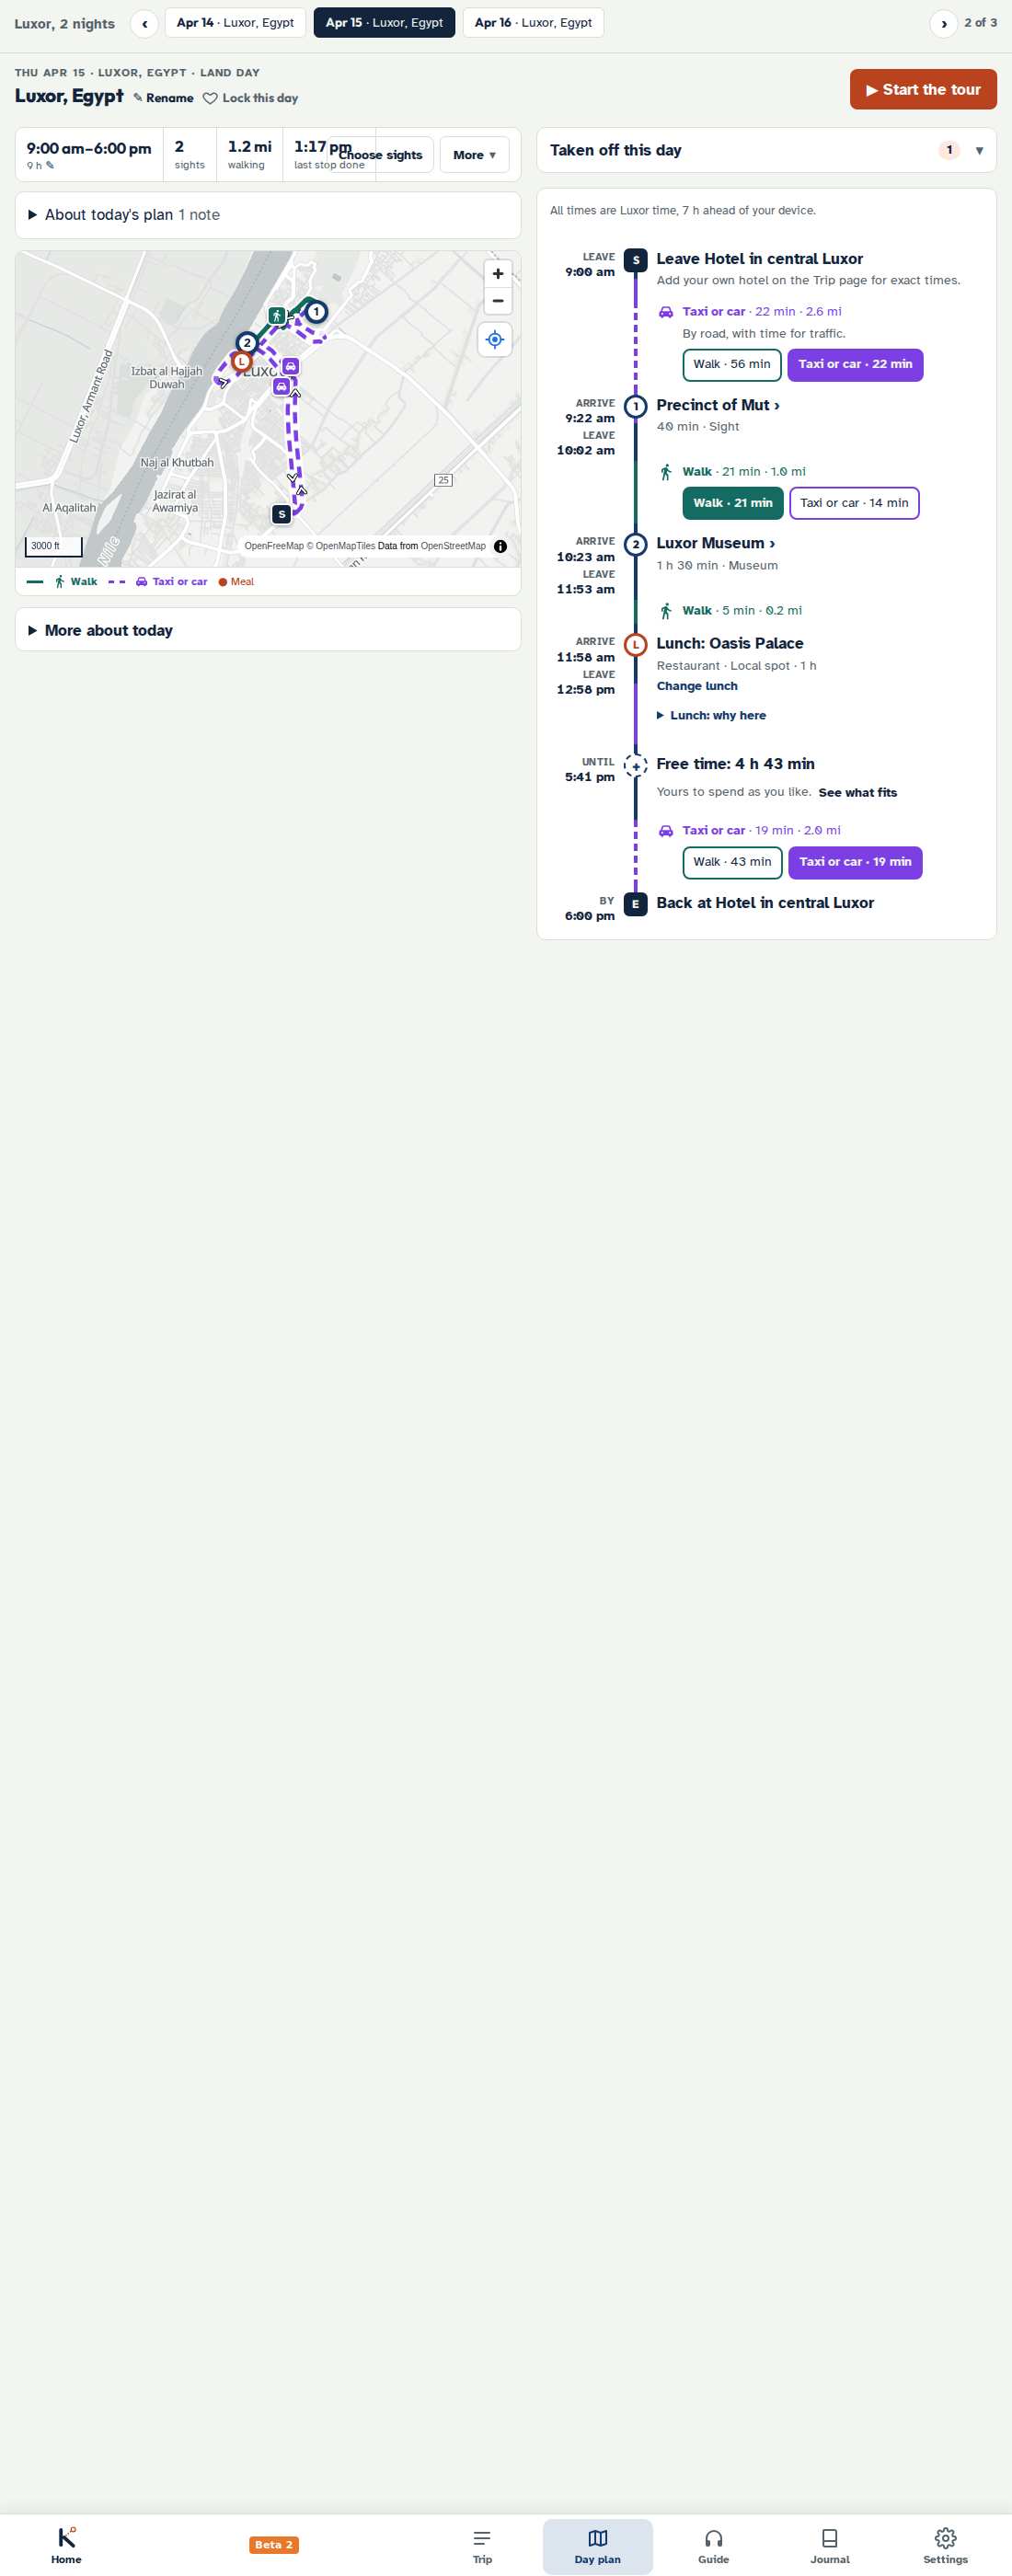 Luxor, 2 nights
‹
Apr 14 · Luxor, Egypt
Apr 15 · Luxor, Egypt
Apr 16 · Luxor, Egypt
›
2 of 3
THU APR 15 · LUXOR, EGYPT · LAND DAY
Luxor, Egypt
✎ Rename
Lock this day
▶ Start the tour
9:00 am–6:00 pm
9 h ✎
2
sights
1.2 mi
walking
1:17 pm
last stop done
Choose sights
More ▾
About today's plan 1 note
Luxor, Armant Road
Izbat al Hajjah
Duwah
Naj al Khutbah
Jazirat al
Awamiya
Al Aqalitah
Nile
25
1
2
L
S
+
−
3000 ft
OpenFreeMap © OpenMapTiles Data from OpenStreetMap
Walk
Taxi or car
Meal
More about today
Taken off this day
1
▾
All times are Luxor time, 7 h ahead of your device.
LEAVE
9:00 am
S
Leave Hotel in central Luxor
Add your own hotel on the Trip page for exact times.
Taxi or car · 22 min · 2.6 mi
By road, with time for traffic.
Walk · 56 min
Taxi or car · 22 min
ARRIVE
9:22 am
LEAVE
10:02 am
1
Precinct of Mut ›
40 min · Sight
Walk · 21 min · 1.0 mi
Walk · 21 min
Taxi or car · 14 min
ARRIVE
10:23 am
LEAVE
11:53 am
2
Luxor Museum ›
1 h 30 min · Museum
Walk · 5 min · 0.2 mi
ARRIVE
11:58 am
LEAVE
12:58 pm
L
Lunch: Oasis Palace
Restaurant · Local spot · 1 h
Change lunch
Lunch: why here
UNTIL
5:41 pm
+
Free time: 4 h 43 min
Yours to spend as you like. See what fits
Taxi or car · 19 min · 2.0 mi
Walk · 43 min
Taxi or car · 19 min
BY
6:00 pm
E
Back at Hotel in central Luxor
Home
Beta 2
Trip
Day plan
Guide
Journal
Settings